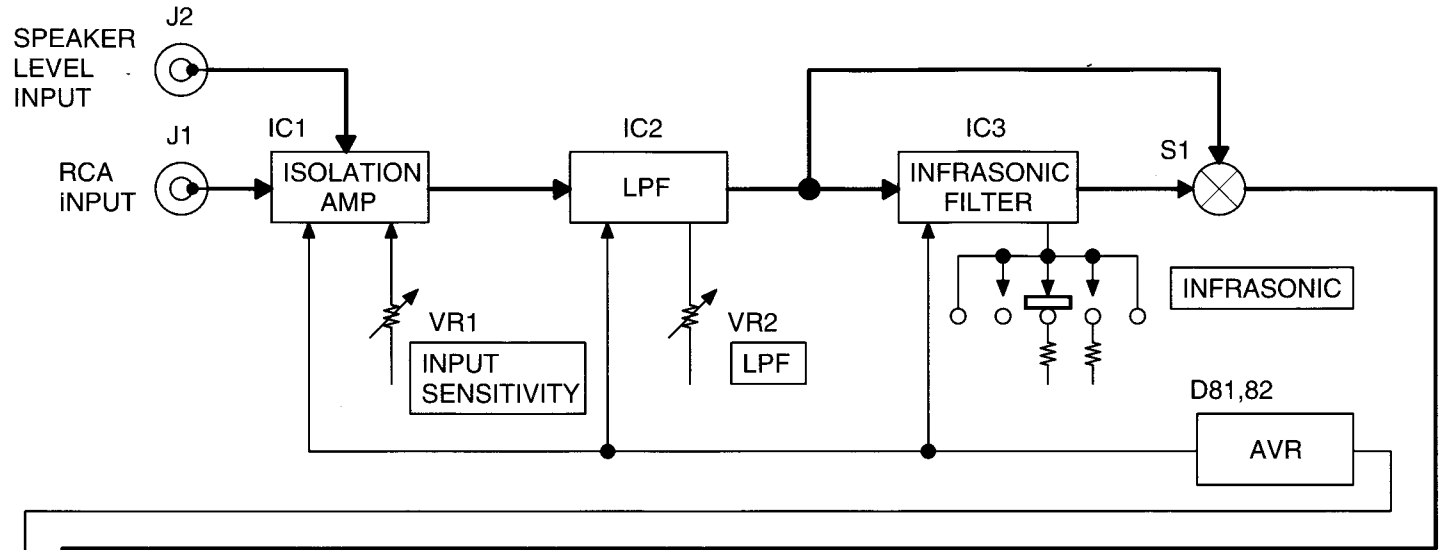 J2
SPEAKER
LEVEL
INPUT
J1
RCA
iNPUT
IC1
ISOLATION
AMP
IC2
LPF
IC3
INFRASONIC
FILTER
S1
VR1
INPUT
SENSITIVITY
VR2
LPF
INFRASONIC
D81,82
AVR